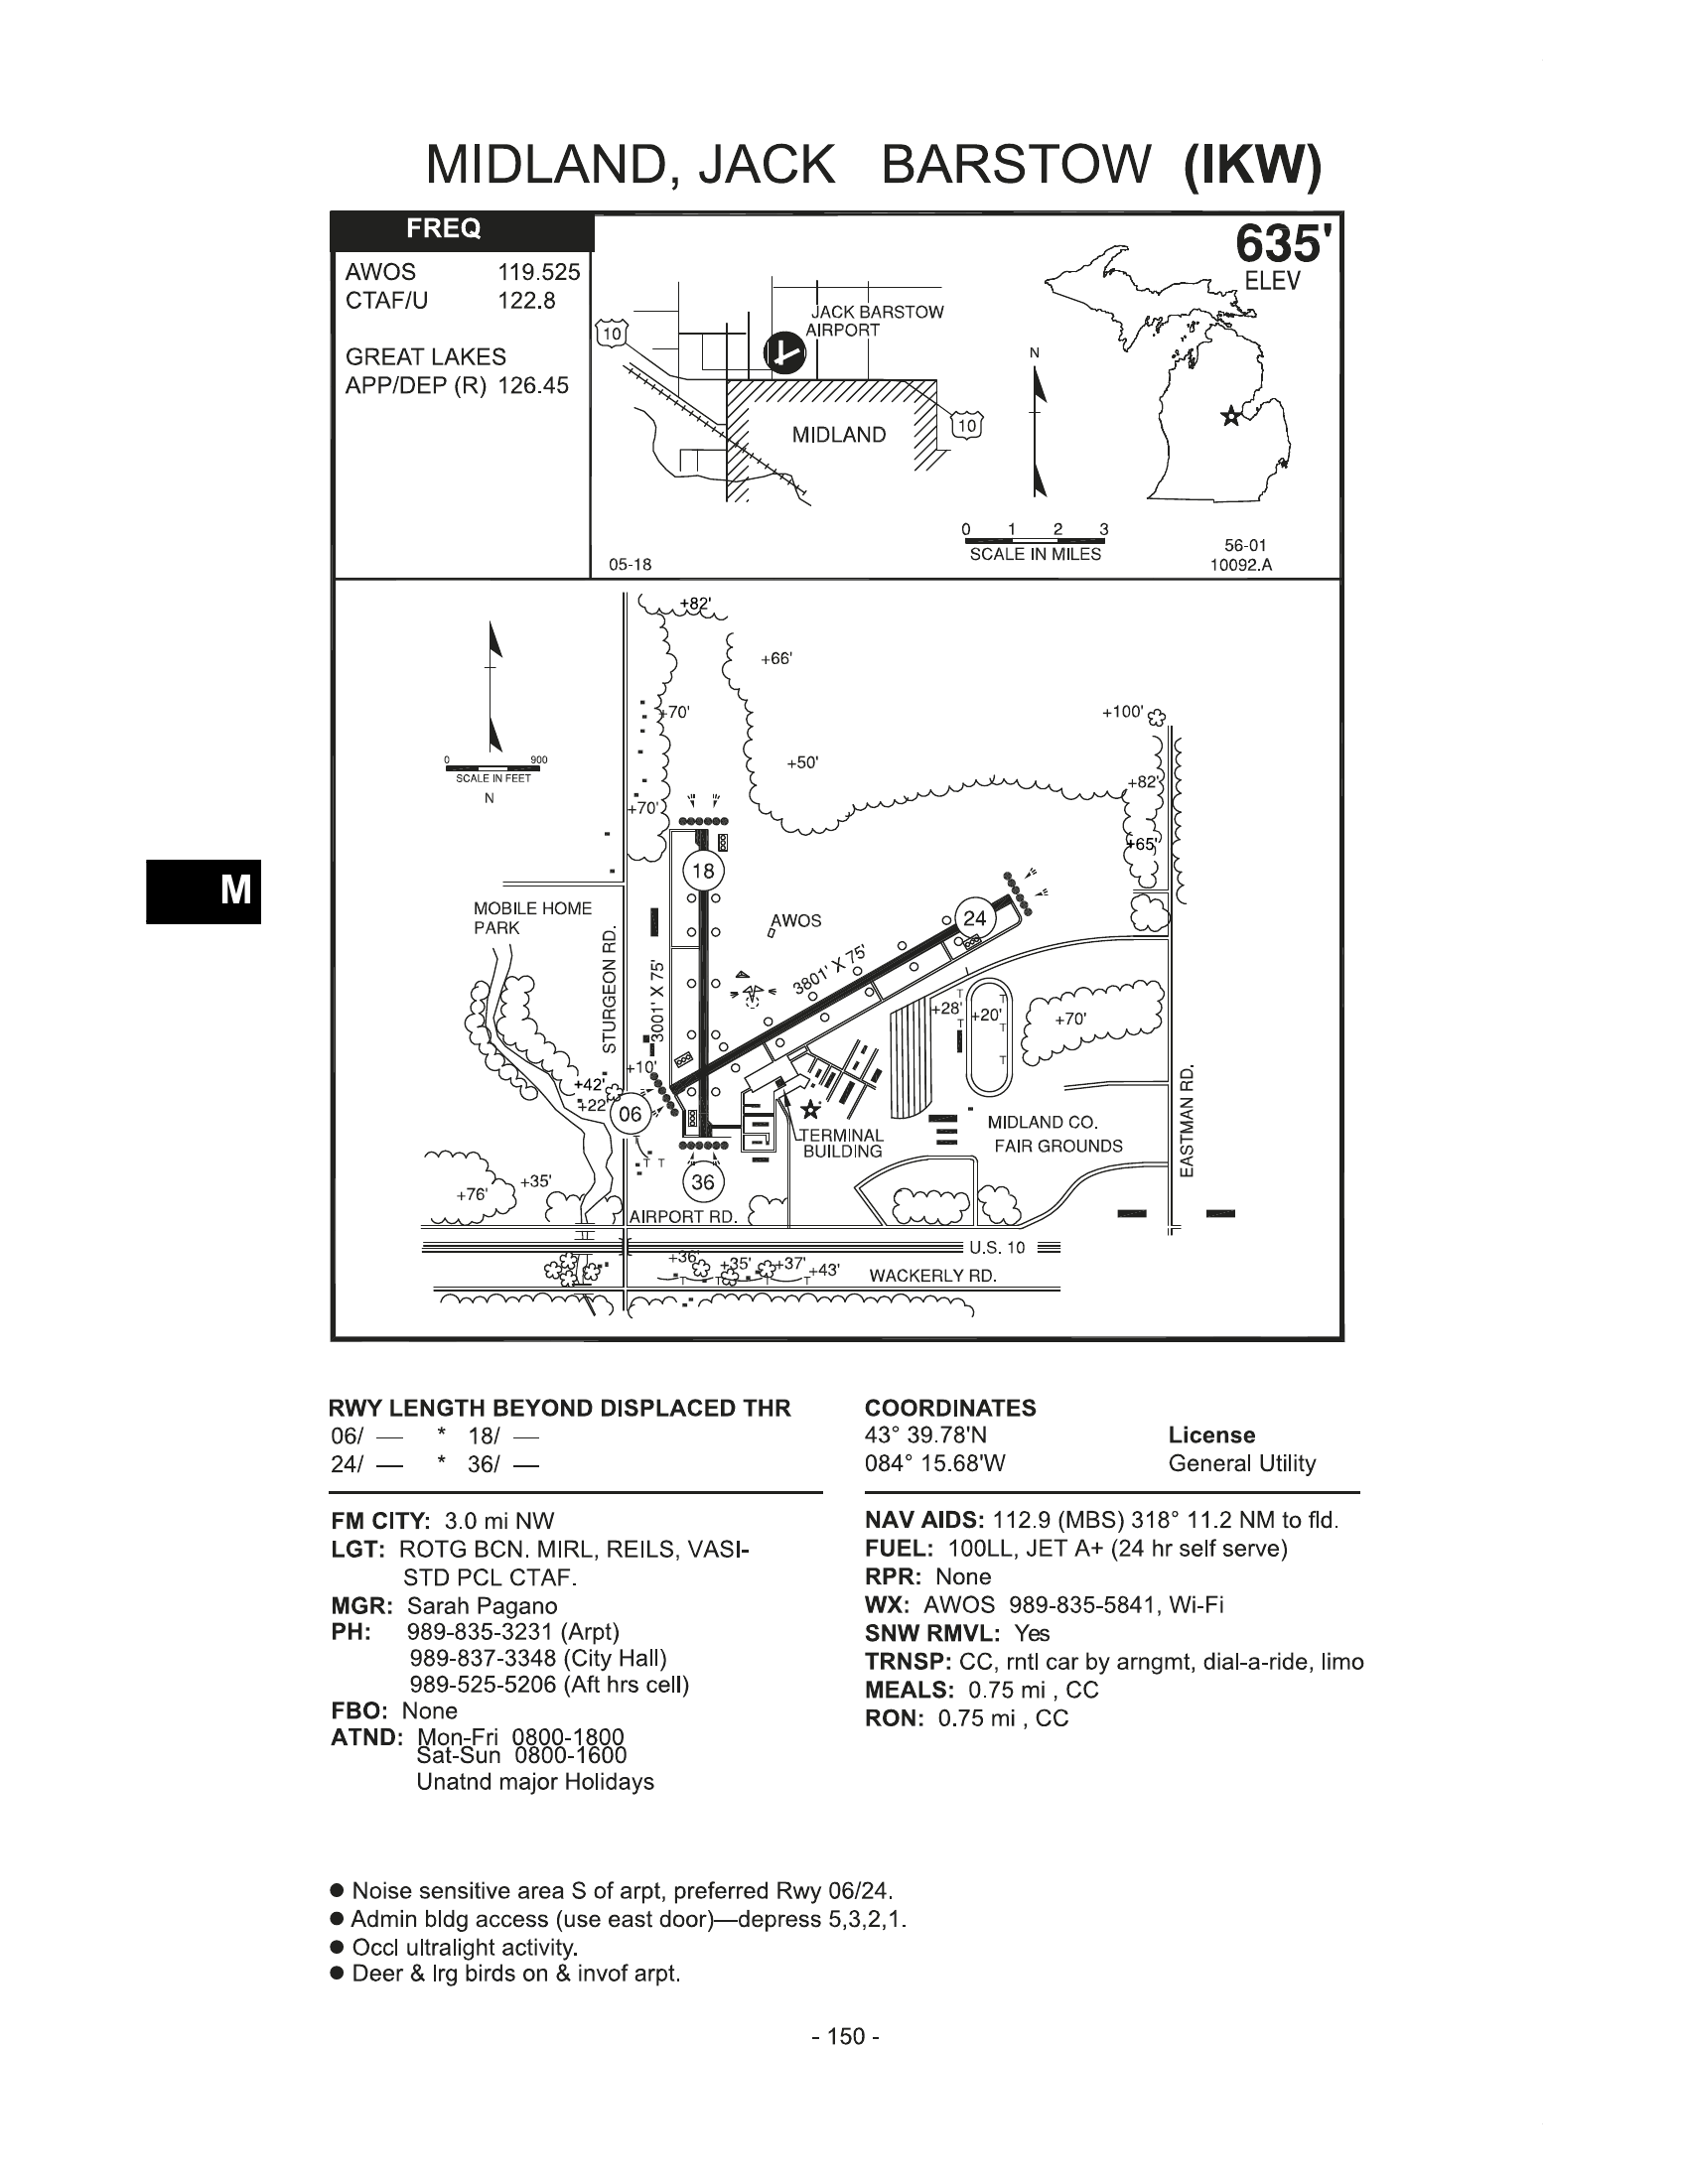 MIDLAND, JACK BARSTOW (IKW)
FREQ
AWOS 119.525
CTAF/U 122.8
GREAT LAKES
APP/DEP (R) 126.45
635'
ELEV
JACK BARSTOW
AIRPORT
10
N
10
MIDLAND
0 1 2 3
SCALE IN MILES
05-18
56-01
10092.A
+82'
+66'
+70'
+100'
0 900
SCALE IN FEET
N
+50'
+82'
+70'
+65'
18
M
MOBILE HOME
PARK
AWOS
24
STURGEON RD.
3001' X 75'
3801' X 75'
T
+28'
T
+20'
T
T
+70'
T
+10'
+42'
+22'
06
MIDLAND CO.
FAIR GROUNDS
TERMINAL
BUILDING
EASTMAN RD.
T
T T
36
+76'
+35'
AIRPORT RD.
U.S. 10
+36'
+35'
+37'
+43'
T T T T
WACKERLY RD.
RWY LENGTH BEYOND DISPLACED THR
06/ — * 18/ —
24/ — * 36/ —
COORDINATES
43° 39.78'N License
084° 15.68'W General Utility
FM CITY: 3.0 mi NW
LGT: ROTG BCN. MIRL, REILS, VASI-
STD PCL CTAF.
MGR: Sarah Pagano
PH: 989-835-3231 (Arpt)
989-837-3348 (City Hall)
989-525-5206 (Aft hrs cell)
FBO: None
ATND: Mon-Fri 0800-1800
Sat-Sun 0800-1600
Unatnd major Holidays
NAV AIDS: 112.9 (MBS) 318° 11.2 NM to fld.
FUEL: 100LL, JET A+ (24 hr self serve)
RPR: None
WX: AWOS 989-835-5841, Wi-Fi
SNW RMVL: Yes
TRNSP: CC, rntl car by arngmt, dial-a-ride, limo
MEALS: 0.75 mi , CC
RON: 0.75 mi , CC
● Noise sensitive area S of arpt, preferred Rwy 06/24.
● Admin bldg access (use east door)—depress 5,3,2,1.
● Occl ultralight activity.
● Deer & lrg birds on & invof arpt.
- 150 -